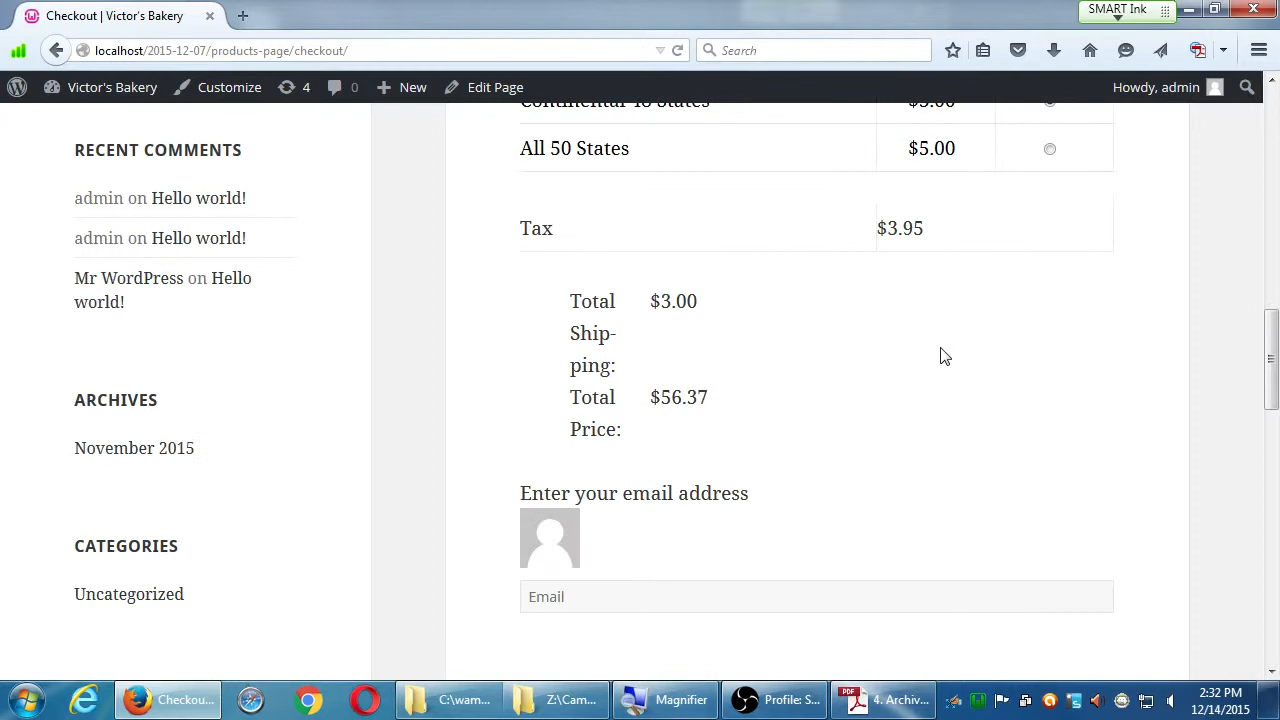 Checkout | Victor's Bakery
SMART Ink
localhost/2015-12-07/products-page/checkout/
Search
Victor's Bakery
Customize
4
0
New
Edit Page
Howdy, admin
Continental 48 States $3.00
All 50 States $5.00
Tax $3.95
Total Ship-
ping:
$3.00
Total
Price:
$56.37
Enter your email address
Email
RECENT COMMENTS
admin on Hello world!
admin on Hello world!
Mr WordPress on Hello
world!
ARCHIVES
November 2015
CATEGORIES
Uncategorized
Checkou...
C:\wam...
Z:\Cam...
Magnifier
Profile: S...
PDF
4. Archiv...
2:32 PM
12/14/2015